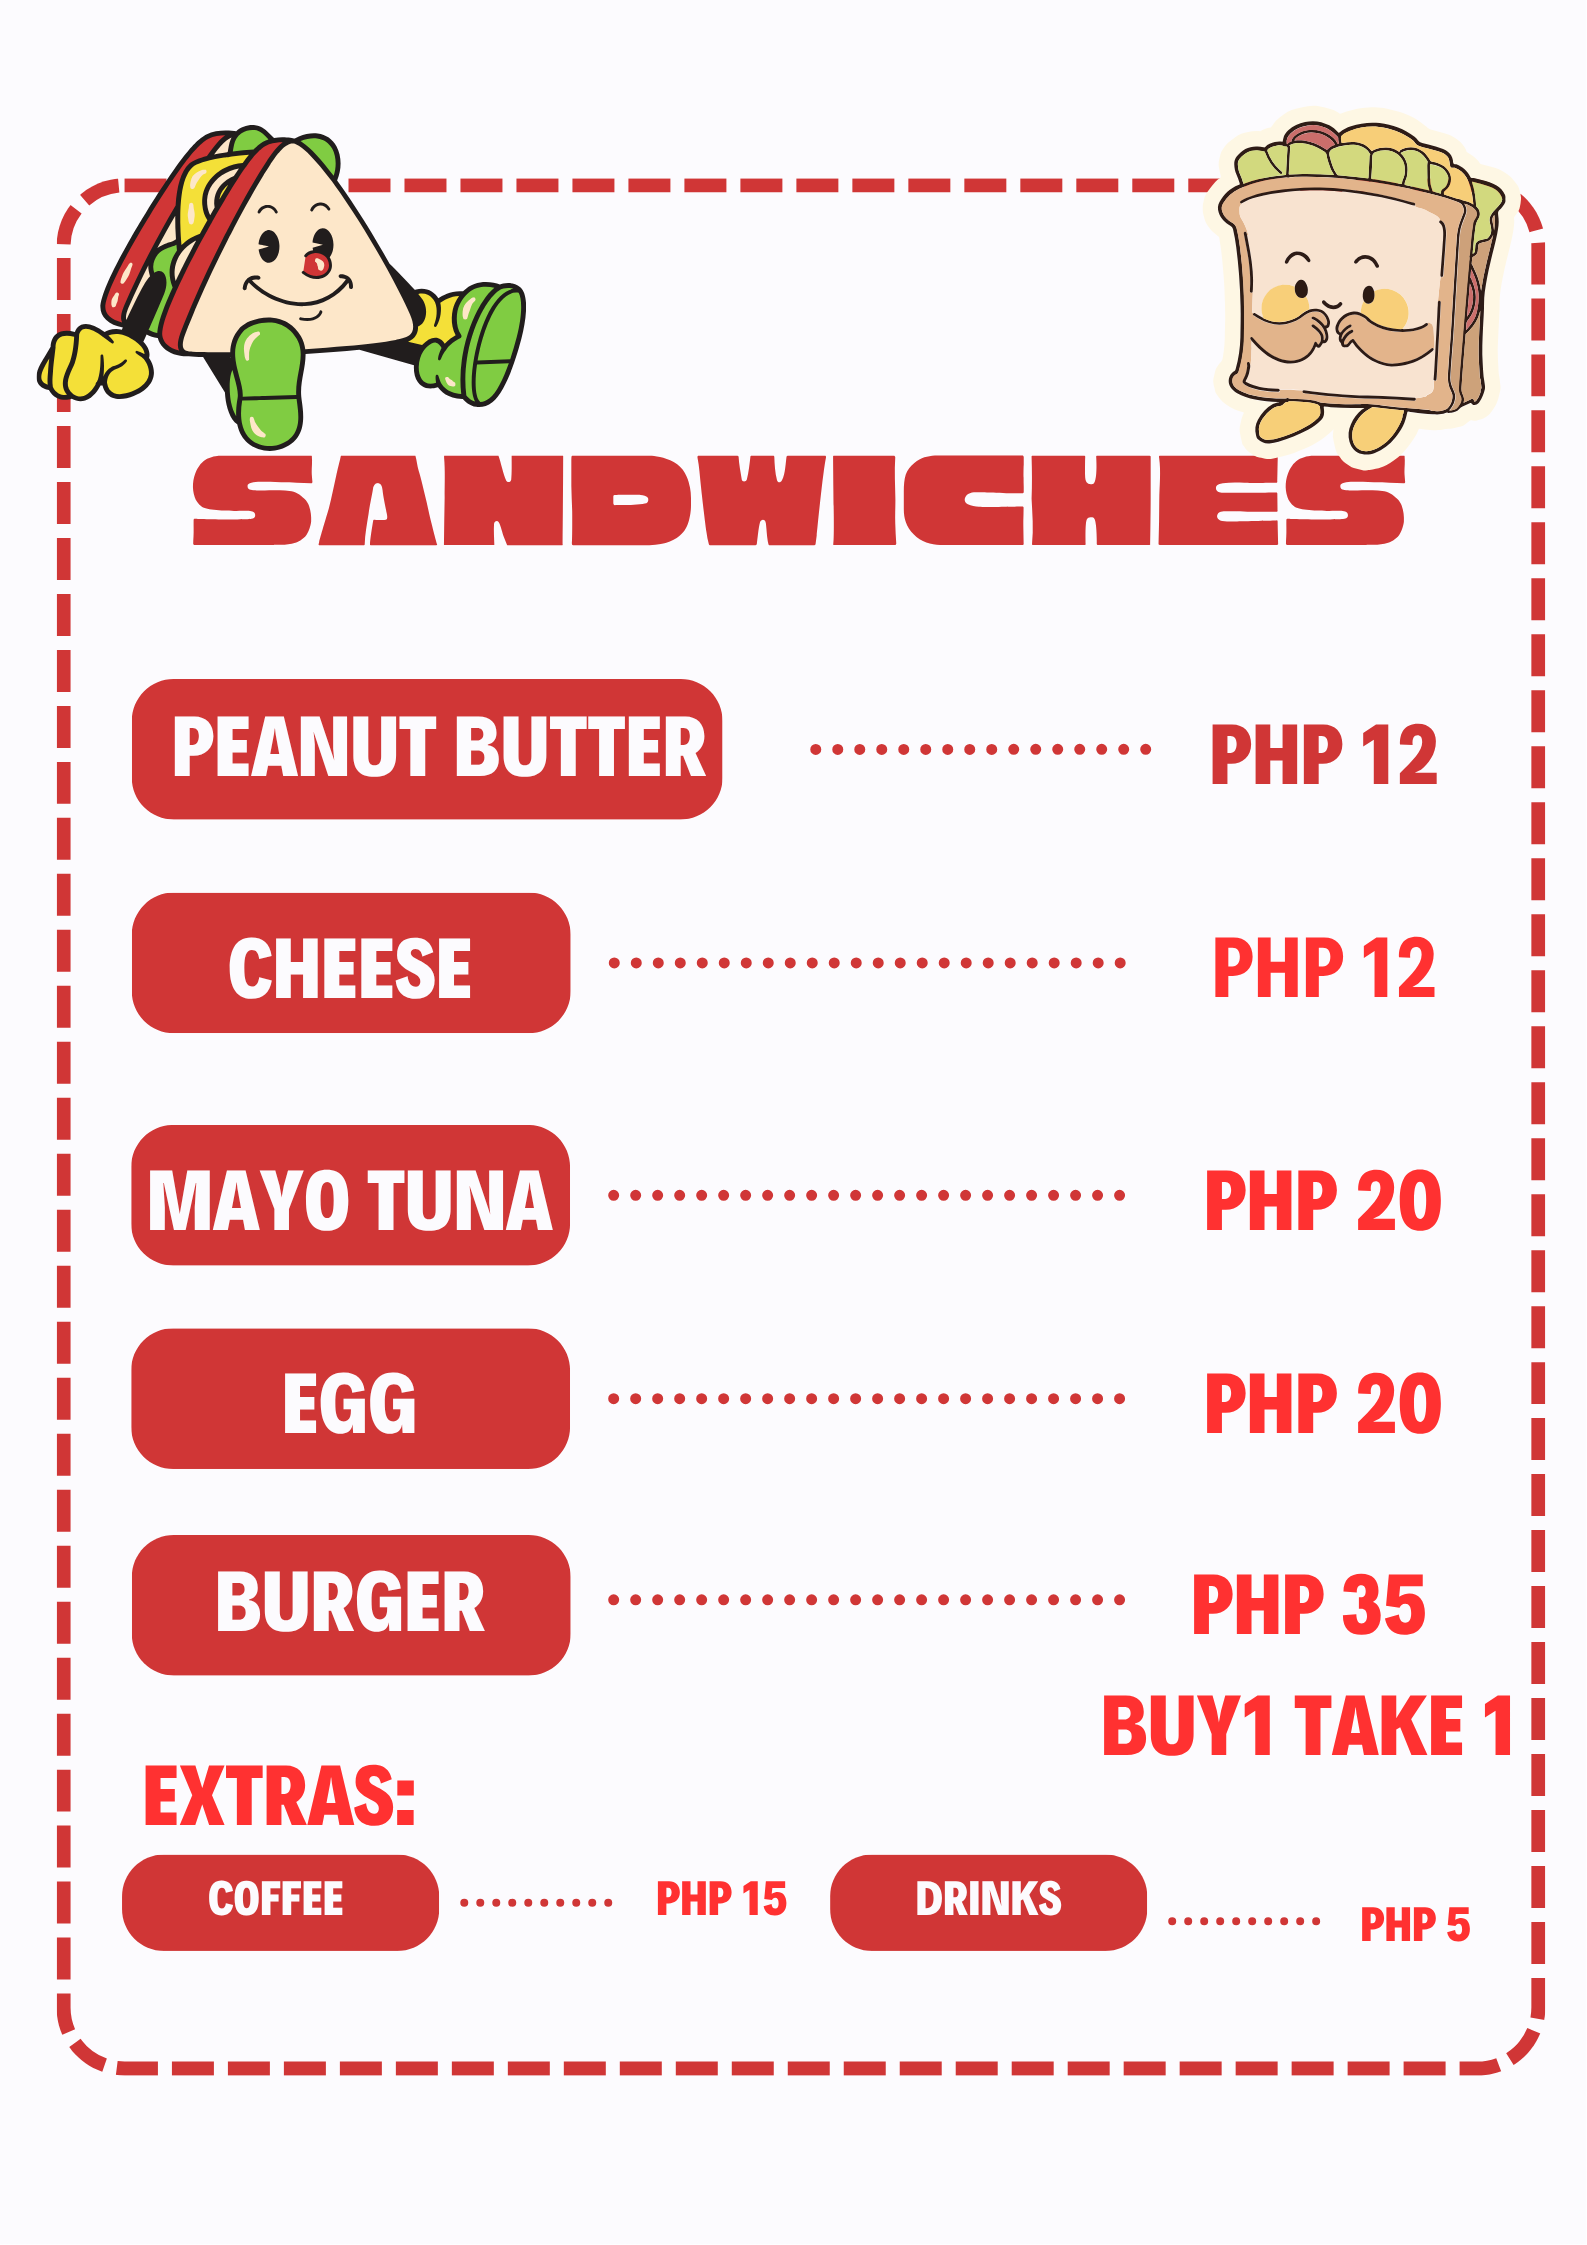 SANDWICHES
PEANUT BUTTER PHP 12
CHEESE PHP 12
MAYO TUNA PHP 20
EGG PHP 20
BURGER PHP 35
BUY1 TAKE 1
EXTRAS:
COFFEE PHP 15 DRINKS PHP 5